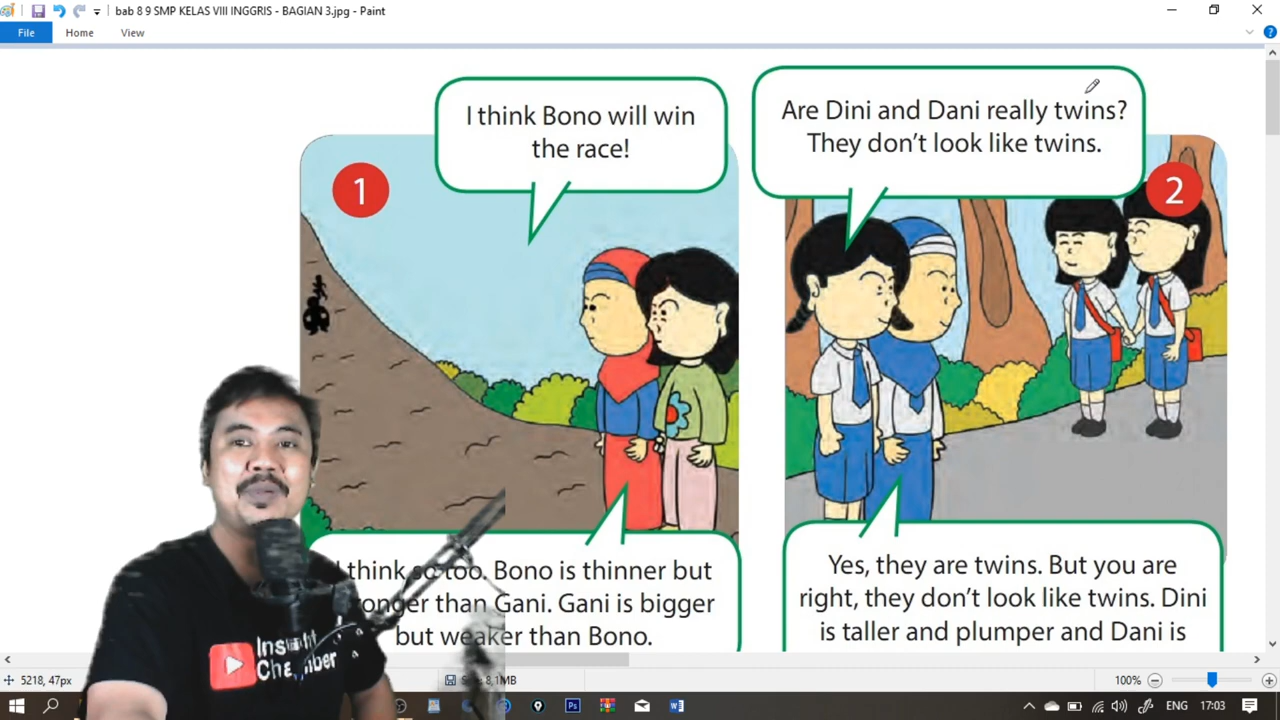 bab 8 9 SMP KELAS VIII INGGRIS - BAGIAN 3.jpg - Paint
File Home View
I think Bono will win
the race!
1
Are Dini and Dani really twins?
They don't look like twins.
2
think so too. Bono is thinner but
than Gani. Gani is bigger
but weaker than Bono.
Yes, they are twins. But you are
right, they don't look like twins. Dini
is taller and plumper and Dani is
Chamber
5218, 47px
8,1MB
100%
Ps
W
ENG
17:03